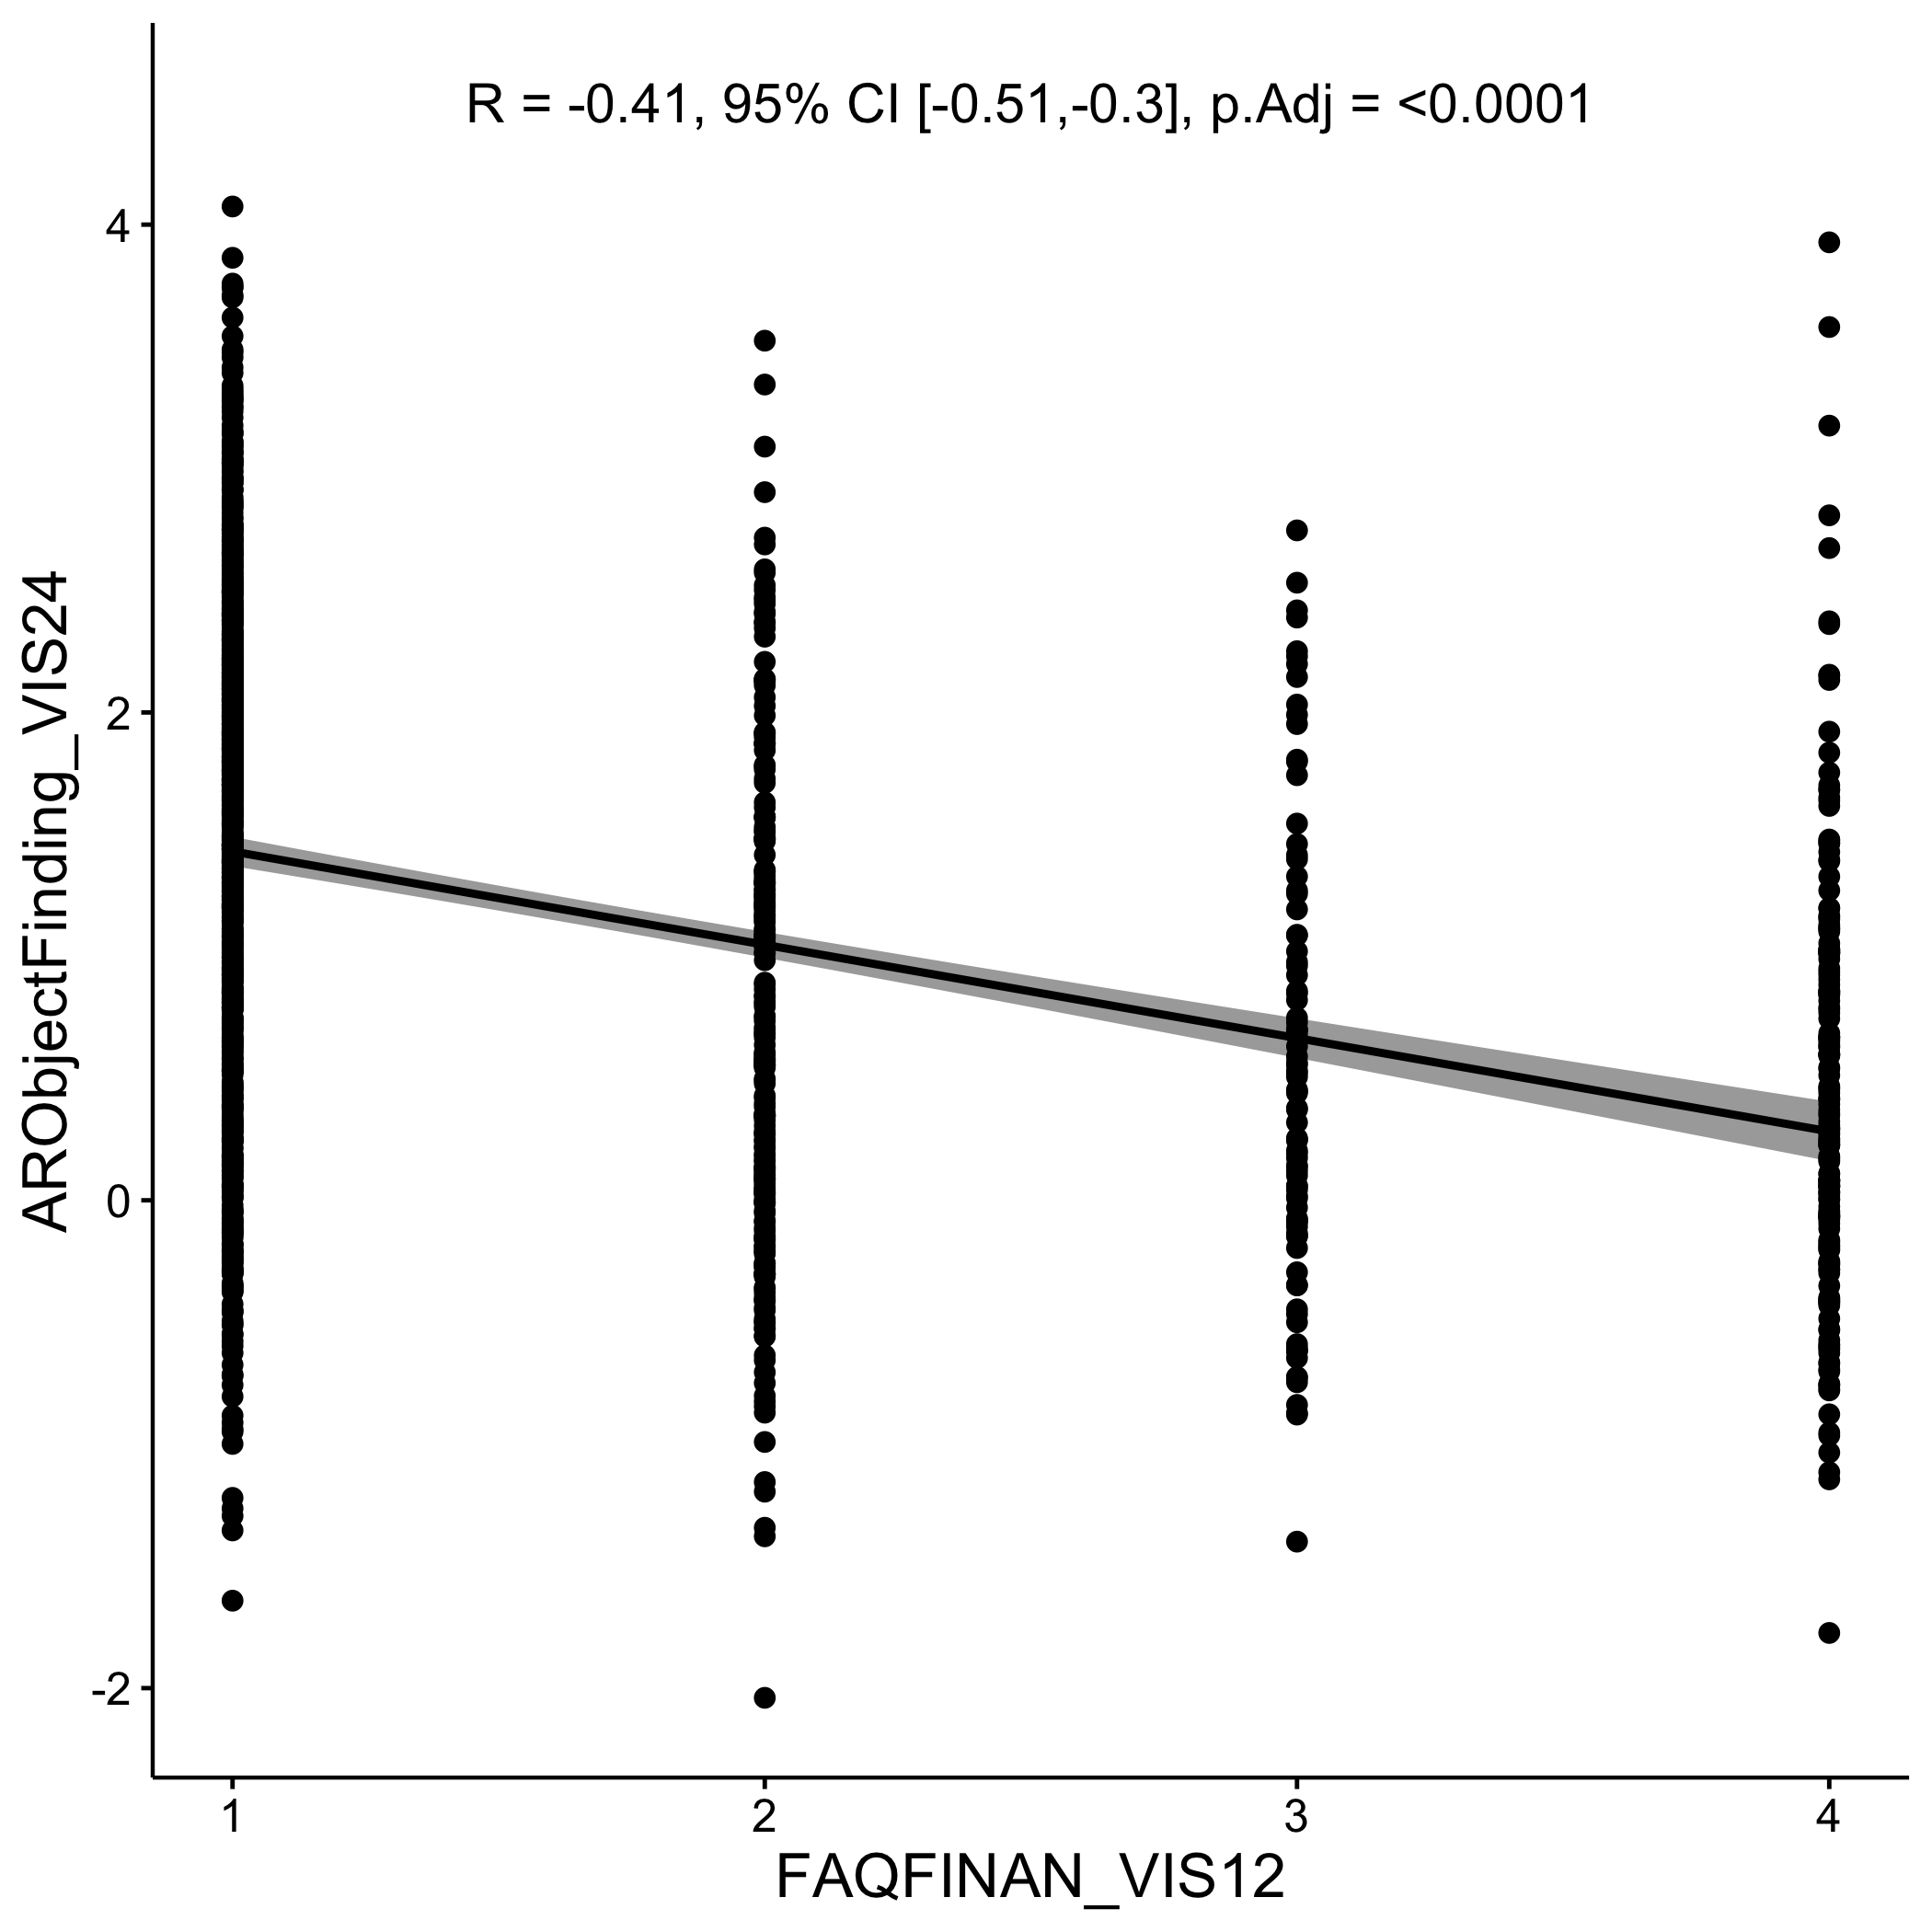 R = -0.41, 95% CI [-0.51,-0.3], p.Adj = <0.0001
ARObjectFinding_VIS24
4
2
0
-2
1 2 3 4
FAQFINAN_VIS12